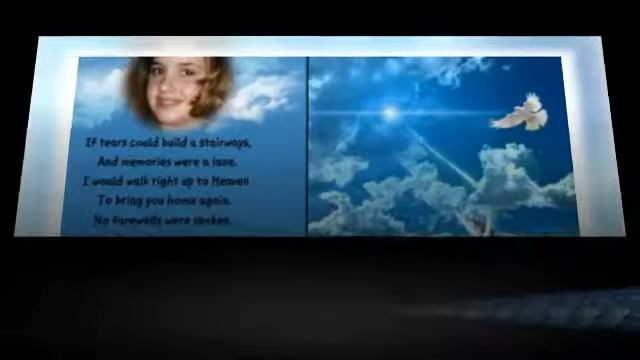 If tears could build a stairways,
And memories were a lane.
I would walk right up to Heaven
To bring you home again.
No farewells were spoken.